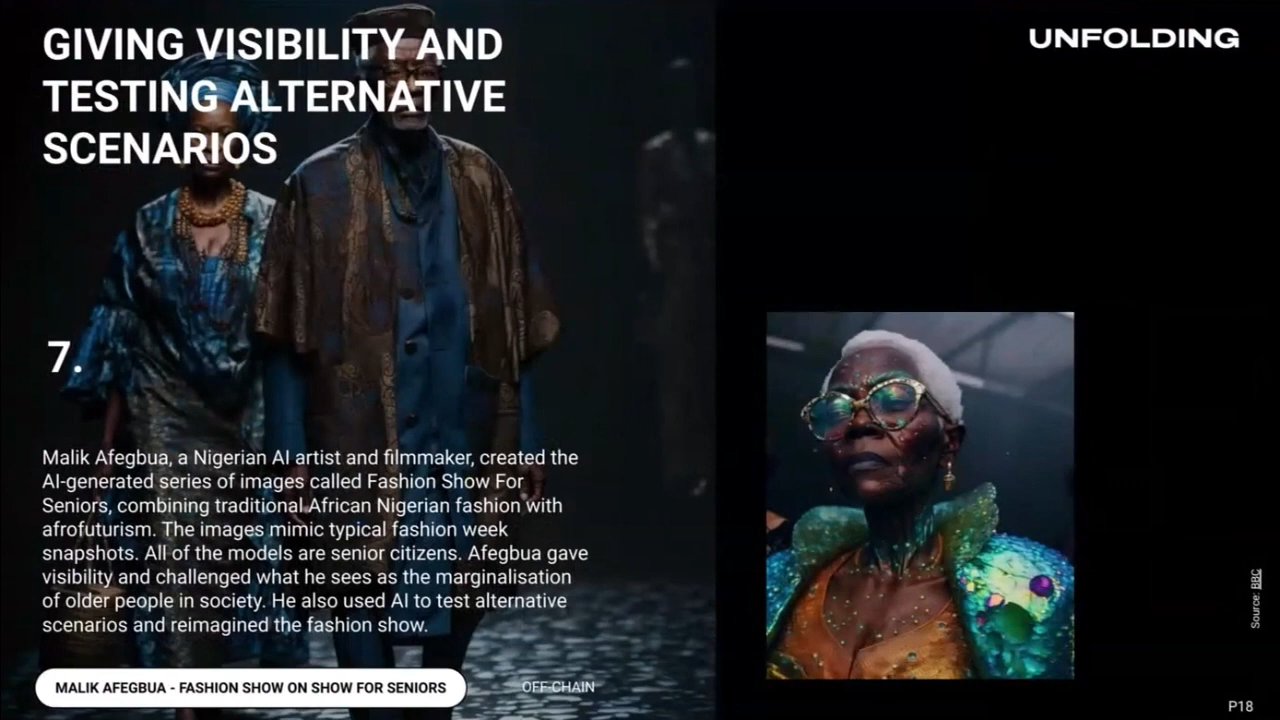 GIVING VISIBILITY AND
TESTING ALTERNATIVE
SCENARIOS
UNFOLDING
7.
Malik Afegbua, a Nigerian AI artist and filmmaker, created the
AI-generated series of images called Fashion Show For
Seniors, combining traditional African Nigerian fashion with
afrofuturism. The images mimic typical fashion week
snapshots. All of the models are senior citizens. Afegbua gave
visibility and challenged what he sees as the marginalisation
of older people in society. He also used AI to test alternative
scenarios and reimagined the fashion show.
MALIK AFEGBUA - FASHION SHOW ON SHOW FOR SENIORS
OFF-CHAIN
Source: BBC
P18